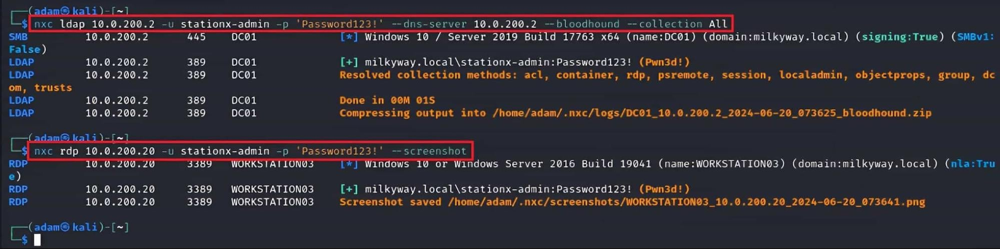 ┌──(adam㉿kali)-[~]
└─$ nxc ldap 10.0.200.2 -u stationx-admin -p 'Password123!' --dns-server 10.0.200.2 --bloodhound --collection All
SMB 10.0.200.2 445 DC01 [*] Windows 10 / Server 2019 Build 17763 x64 (name:DC01) (domain:milkyway.local) (signing:True) (SMBv1:
False)
LDAP 10.0.200.2 389 DC01 [+] milkyway.local\stationx-admin:Password123! (Pwn3d!)
LDAP 10.0.200.2 389 DC01 Resolved collection methods: acl, container, rdp, psremote, session, localadmin, objectprops, group, dc
om, trusts
LDAP 10.0.200.2 389 DC01 Done in 00M 01S
LDAP 10.0.200.2 389 DC01 Compressing output into /home/adam/.nxc/logs/DC01_10.0.200.2_2024-06-20_073625_bloodhound.zip
┌──(adam㉿kali)-[~]
└─$ nxc rdp 10.0.200.20 -u stationx-admin -p 'Password123!' --screenshot
RDP 10.0.200.20 3389 WORKSTATION03 [*] Windows 10 or Windows Server 2016 Build 19041 (name:WORKSTATION03) (domain:milkyway.local) (nla:Tru
e)
RDP 10.0.200.20 3389 WORKSTATION03 [+] milkyway.local\stationx-admin:Password123! (Pwn3d!)
RDP 10.0.200.20 3389 WORKSTATION03 Screenshot saved /home/adam/.nxc/screenshots/WORKSTATION03_10.0.200.20_2024-06-20_073641.png
┌──(adam㉿kali)-[~]
└─$